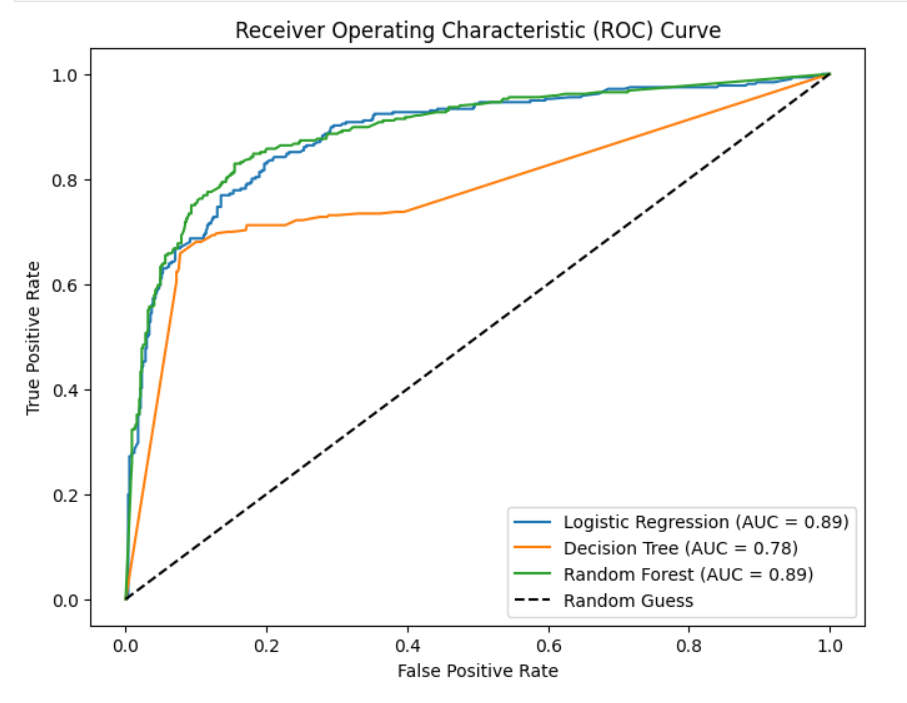 Receiver Operating Characteristic (ROC) Curve
True Positive Rate
1.0
0.8
0.6
0.4
0.2
0.0
Logistic Regression (AUC = 0.89)
Decision Tree (AUC = 0.78)
Random Forest (AUC = 0.89)
Random Guess
0.0 0.2 0.4 0.6 0.8 1.0
False Positive Rate